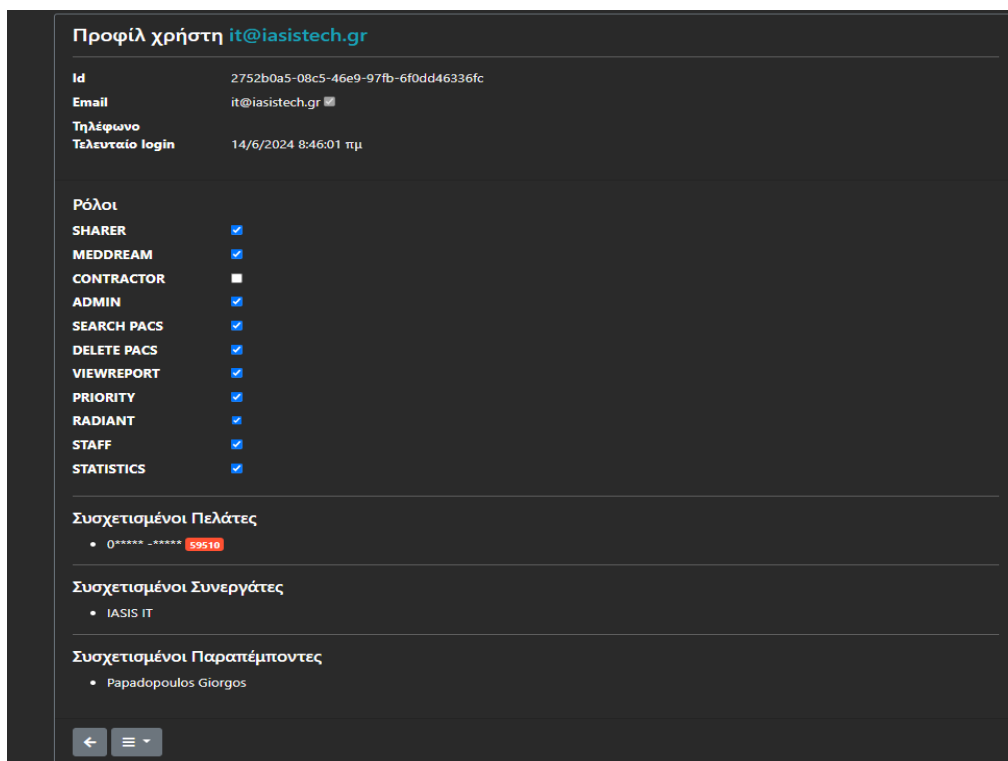 Προφίλ χρήστη it@iasistech.gr
Id 2752b0a5-08c5-46e9-97fb-6f0dd46336fc
Email it@iasistech.gr
Τηλέφωνο
Τελευταίο login 14/6/2024 8:46:01 πμ
Ρόλοι
SHARER
MEDDREAM
CONTRACTOR
ADMIN
SEARCH PACS
DELETE PACS
VIEWREPORT
PRIORITY
RADIANT
STAFF
STATISTICS
Συσχετισμένοι Πελάτες
0***** -***** 59510
Συσχετισμένοι Συνεργάτες
IASIS IT
Συσχετισμένοι Παραπέμποντες
Papadopoulos Giorgos